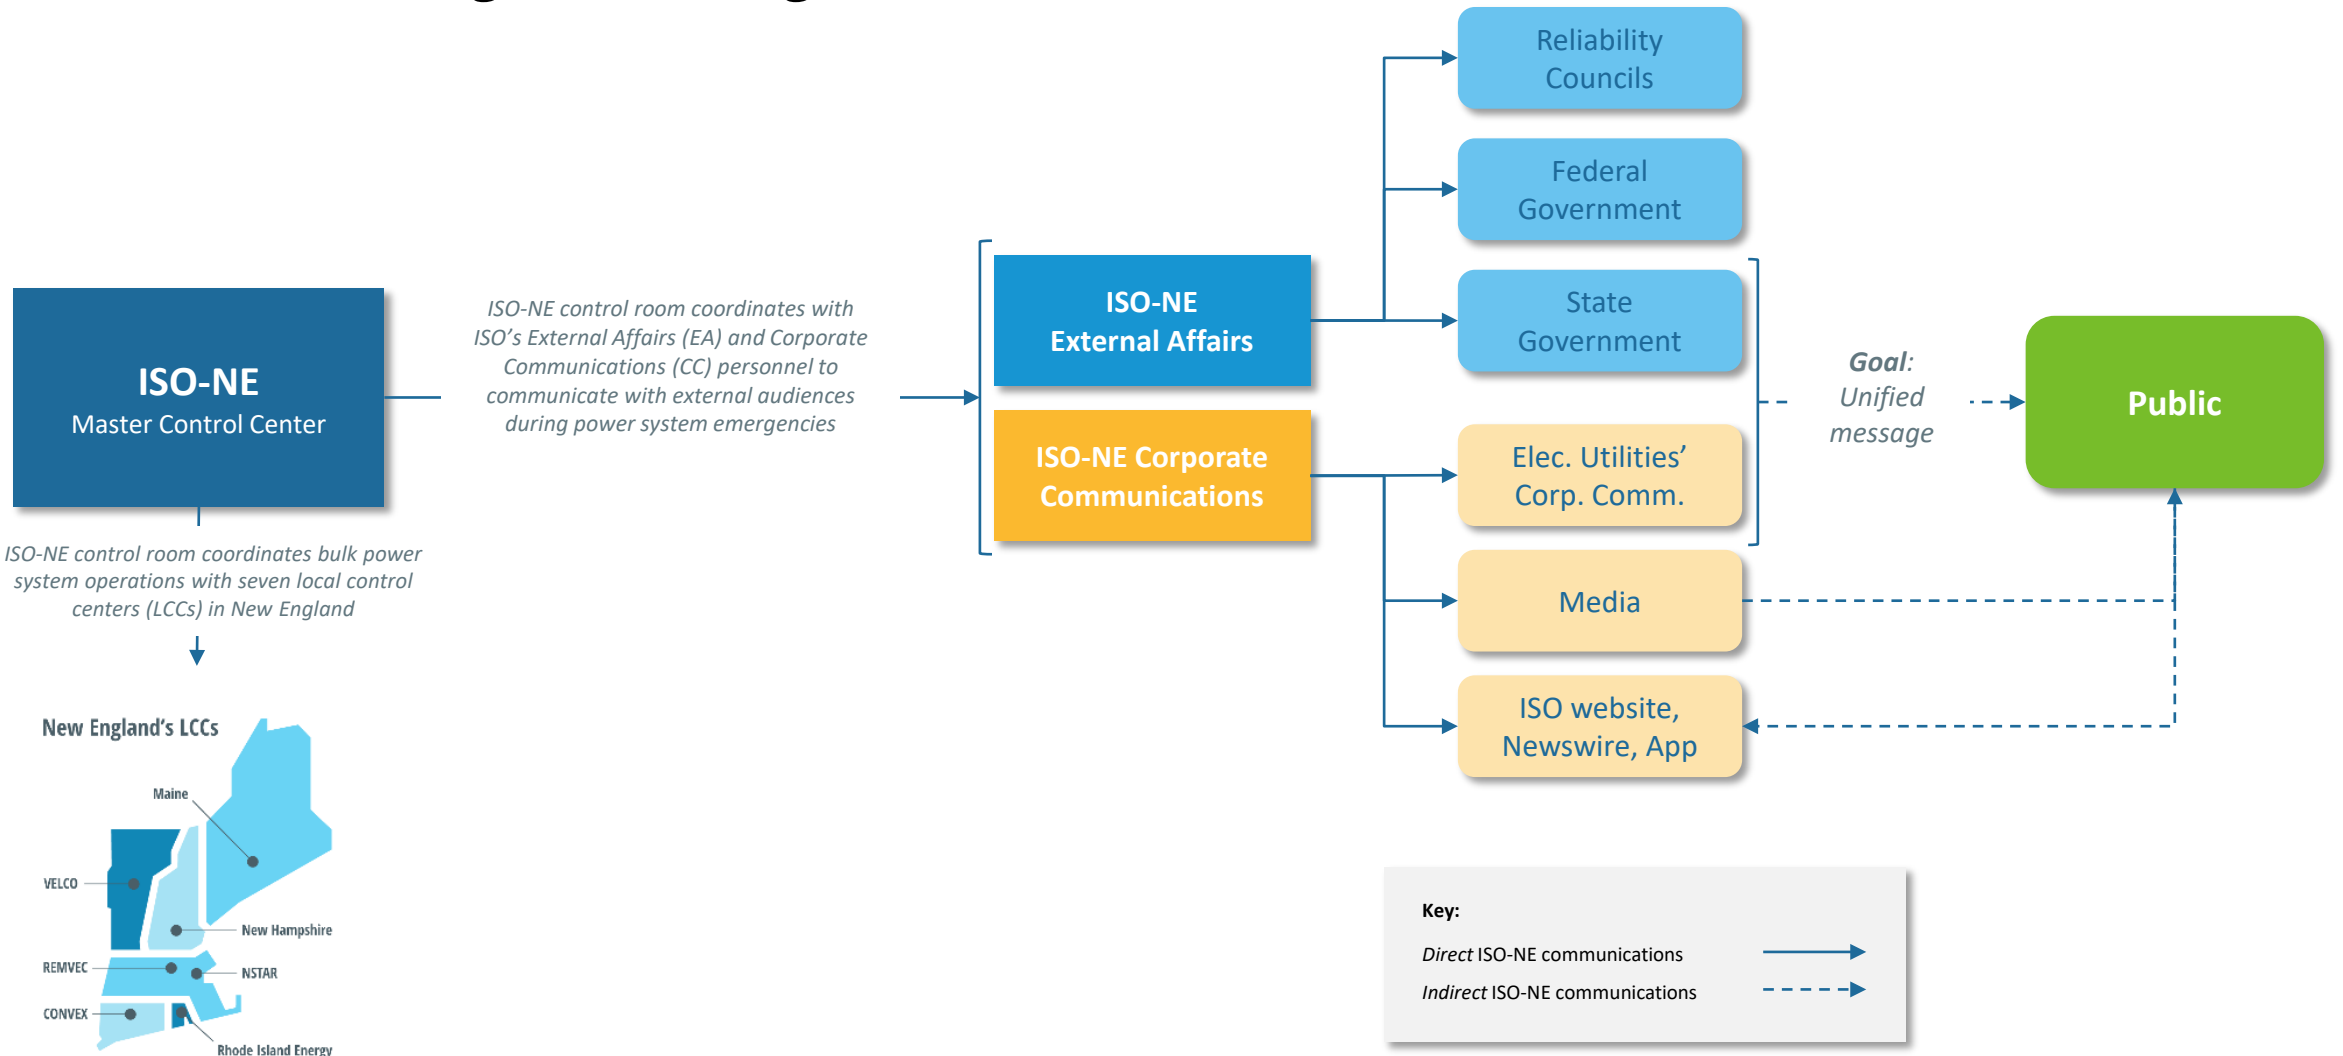 Reliability
Councils
Federal
Government
State
Government
ISO-NE
External Affairs
ISO-NE Corporate
Communications
ISO-NE
Master Control Center
ISO-NE control room coordinates with
ISO’s External Affairs (EA) and Corporate
Communications (CC) personnel to
communicate with external audiences
during power system emergencies
Elec. Utilities’
Corp. Comm.
Media
ISO website,
Newswire, App
Goal:
Unified
message
Public
ISO-NE control room coordinates bulk power
system operations with seven local control
centers (LCCs) in New England
New England's LCCs
Maine
VELCO
New Hampshire
REMVEC
NSTAR
CONVEX
Rhode Island Energy
Key:
Direct ISO-NE communications
Indirect ISO-NE communications